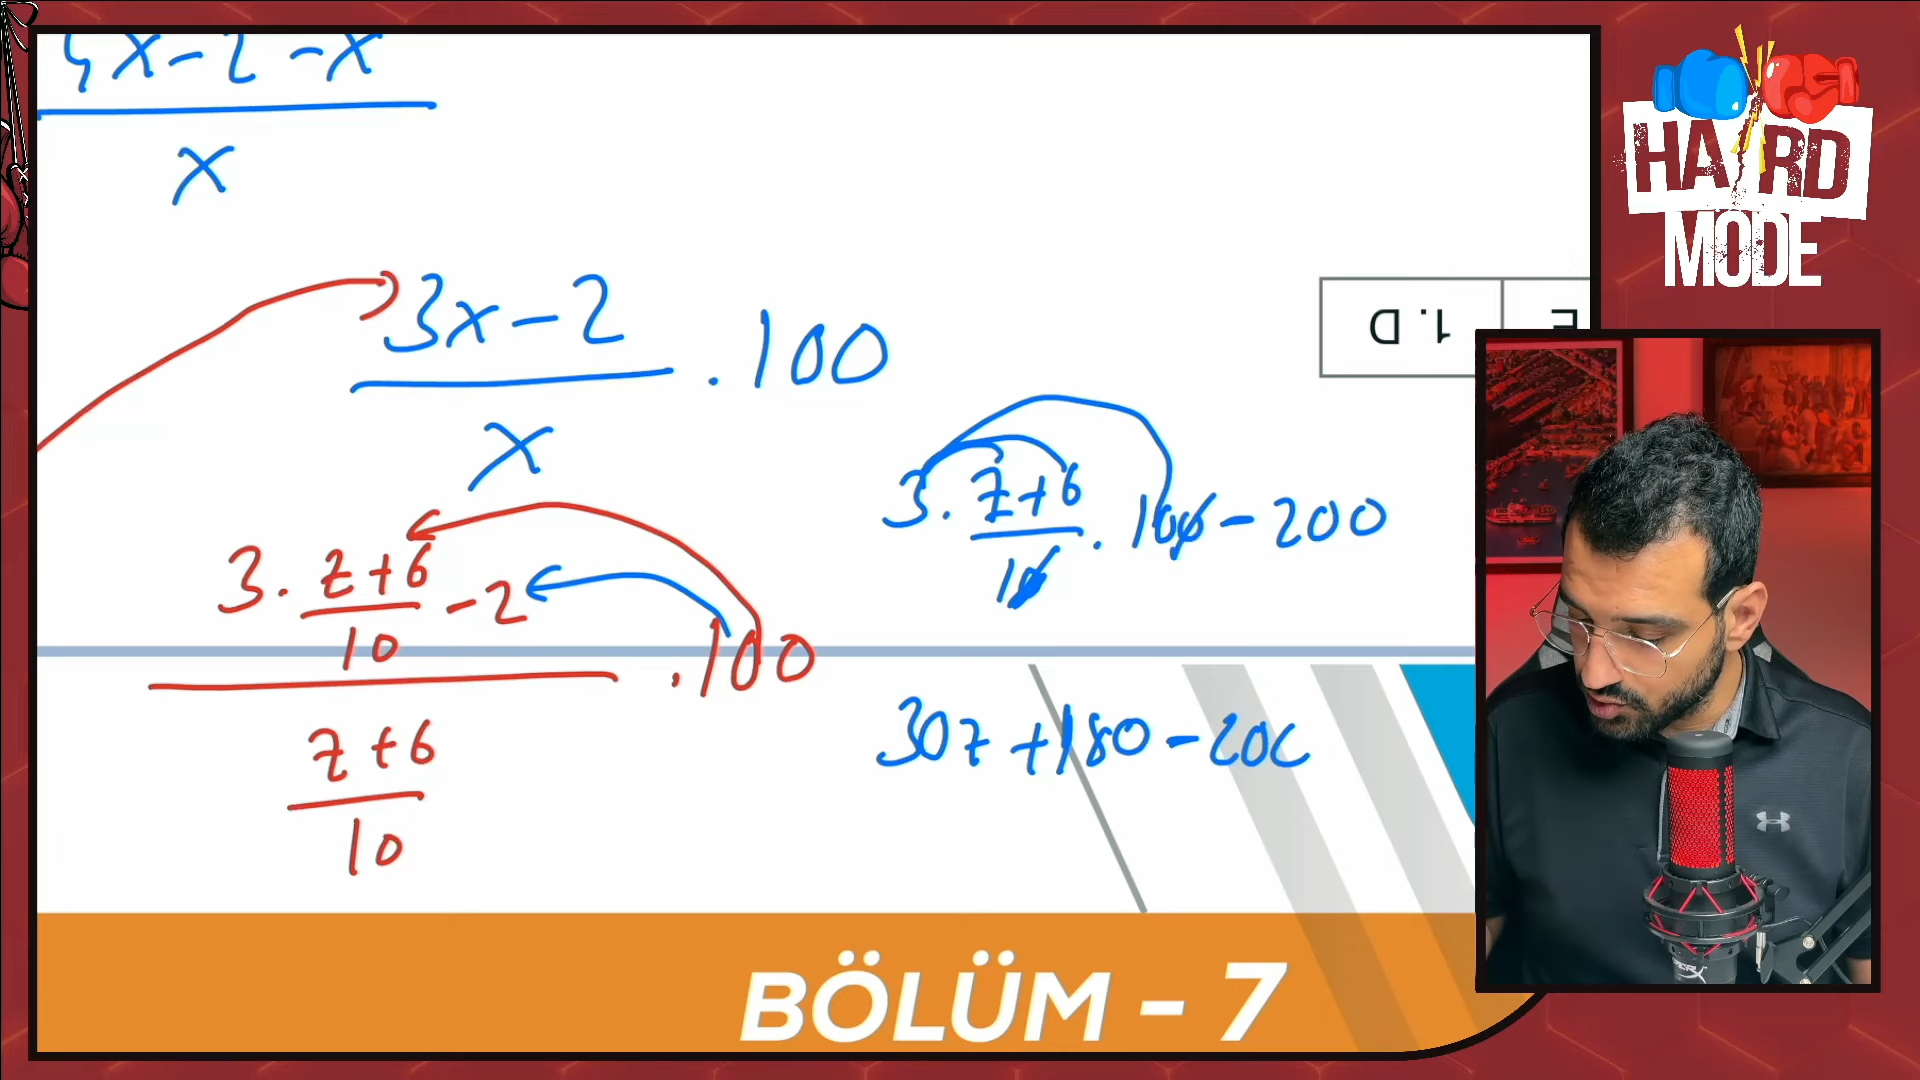 4x-2-x
x
3x-2
.100
x
3.
z+6
10
-2
.100
z+6
10
3. z+6 . 100 - 200
10
30z+180-200
1. D
E
BÖLÜM - 7
HARD
MODE